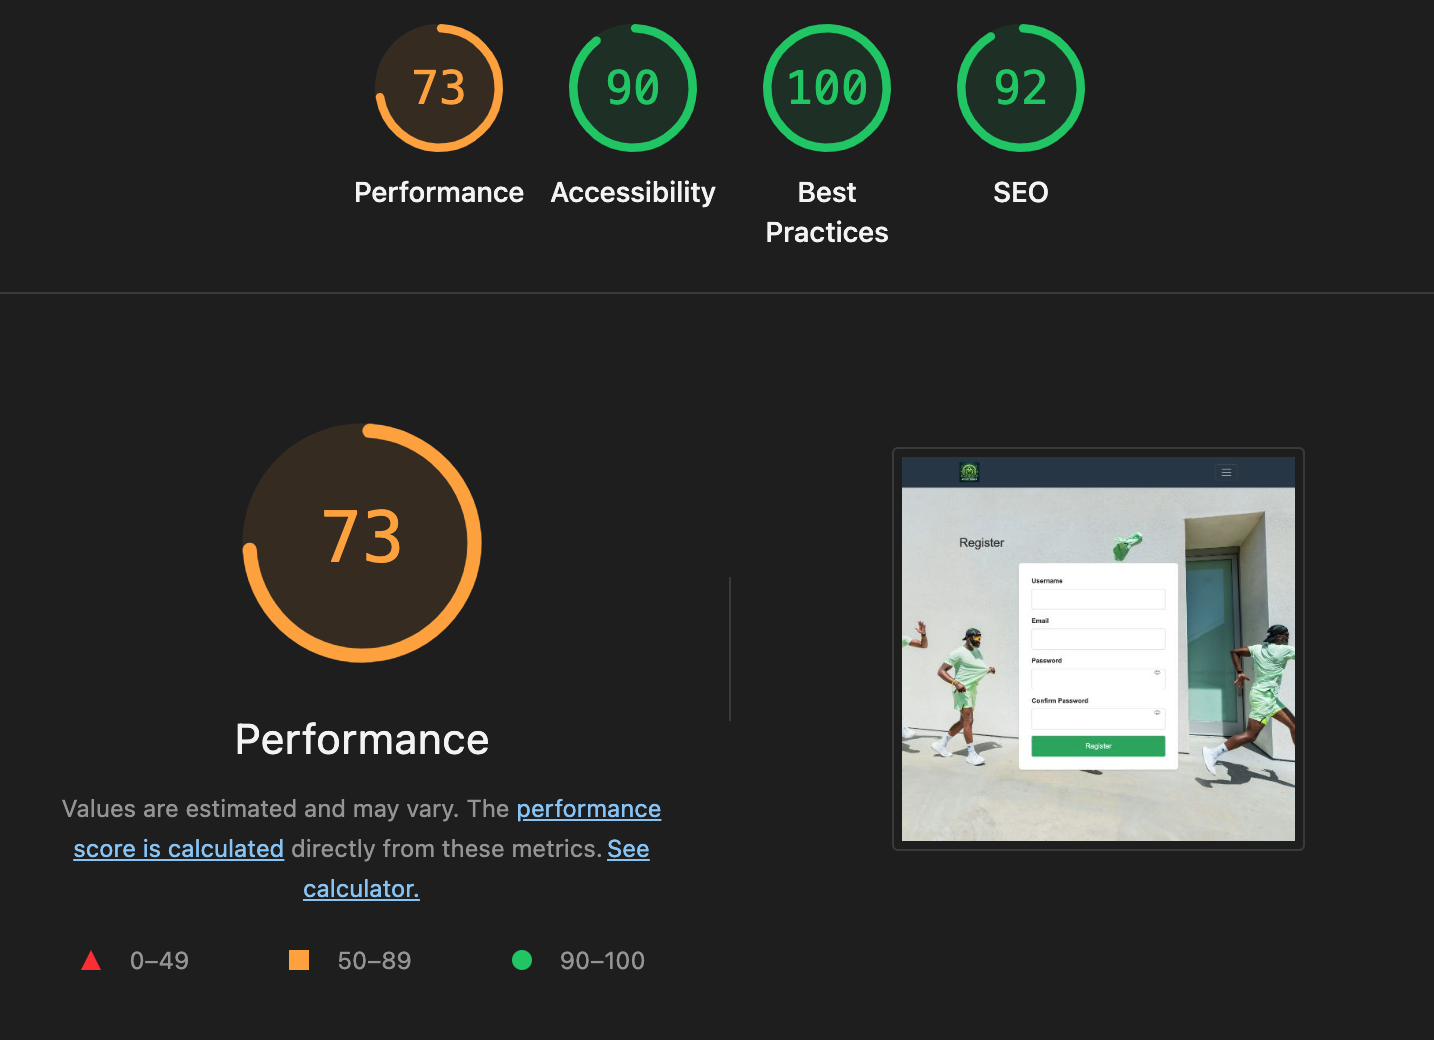 73
90
100
92
Performance
Accessibility
Best
Practices
SEO
73
Performance
Values are estimated and may vary. The performance
score is calculated directly from these metrics. See
calculator.
0–49
50–89
90–100
Register
Username
Email
Password
Confirm Password
Register